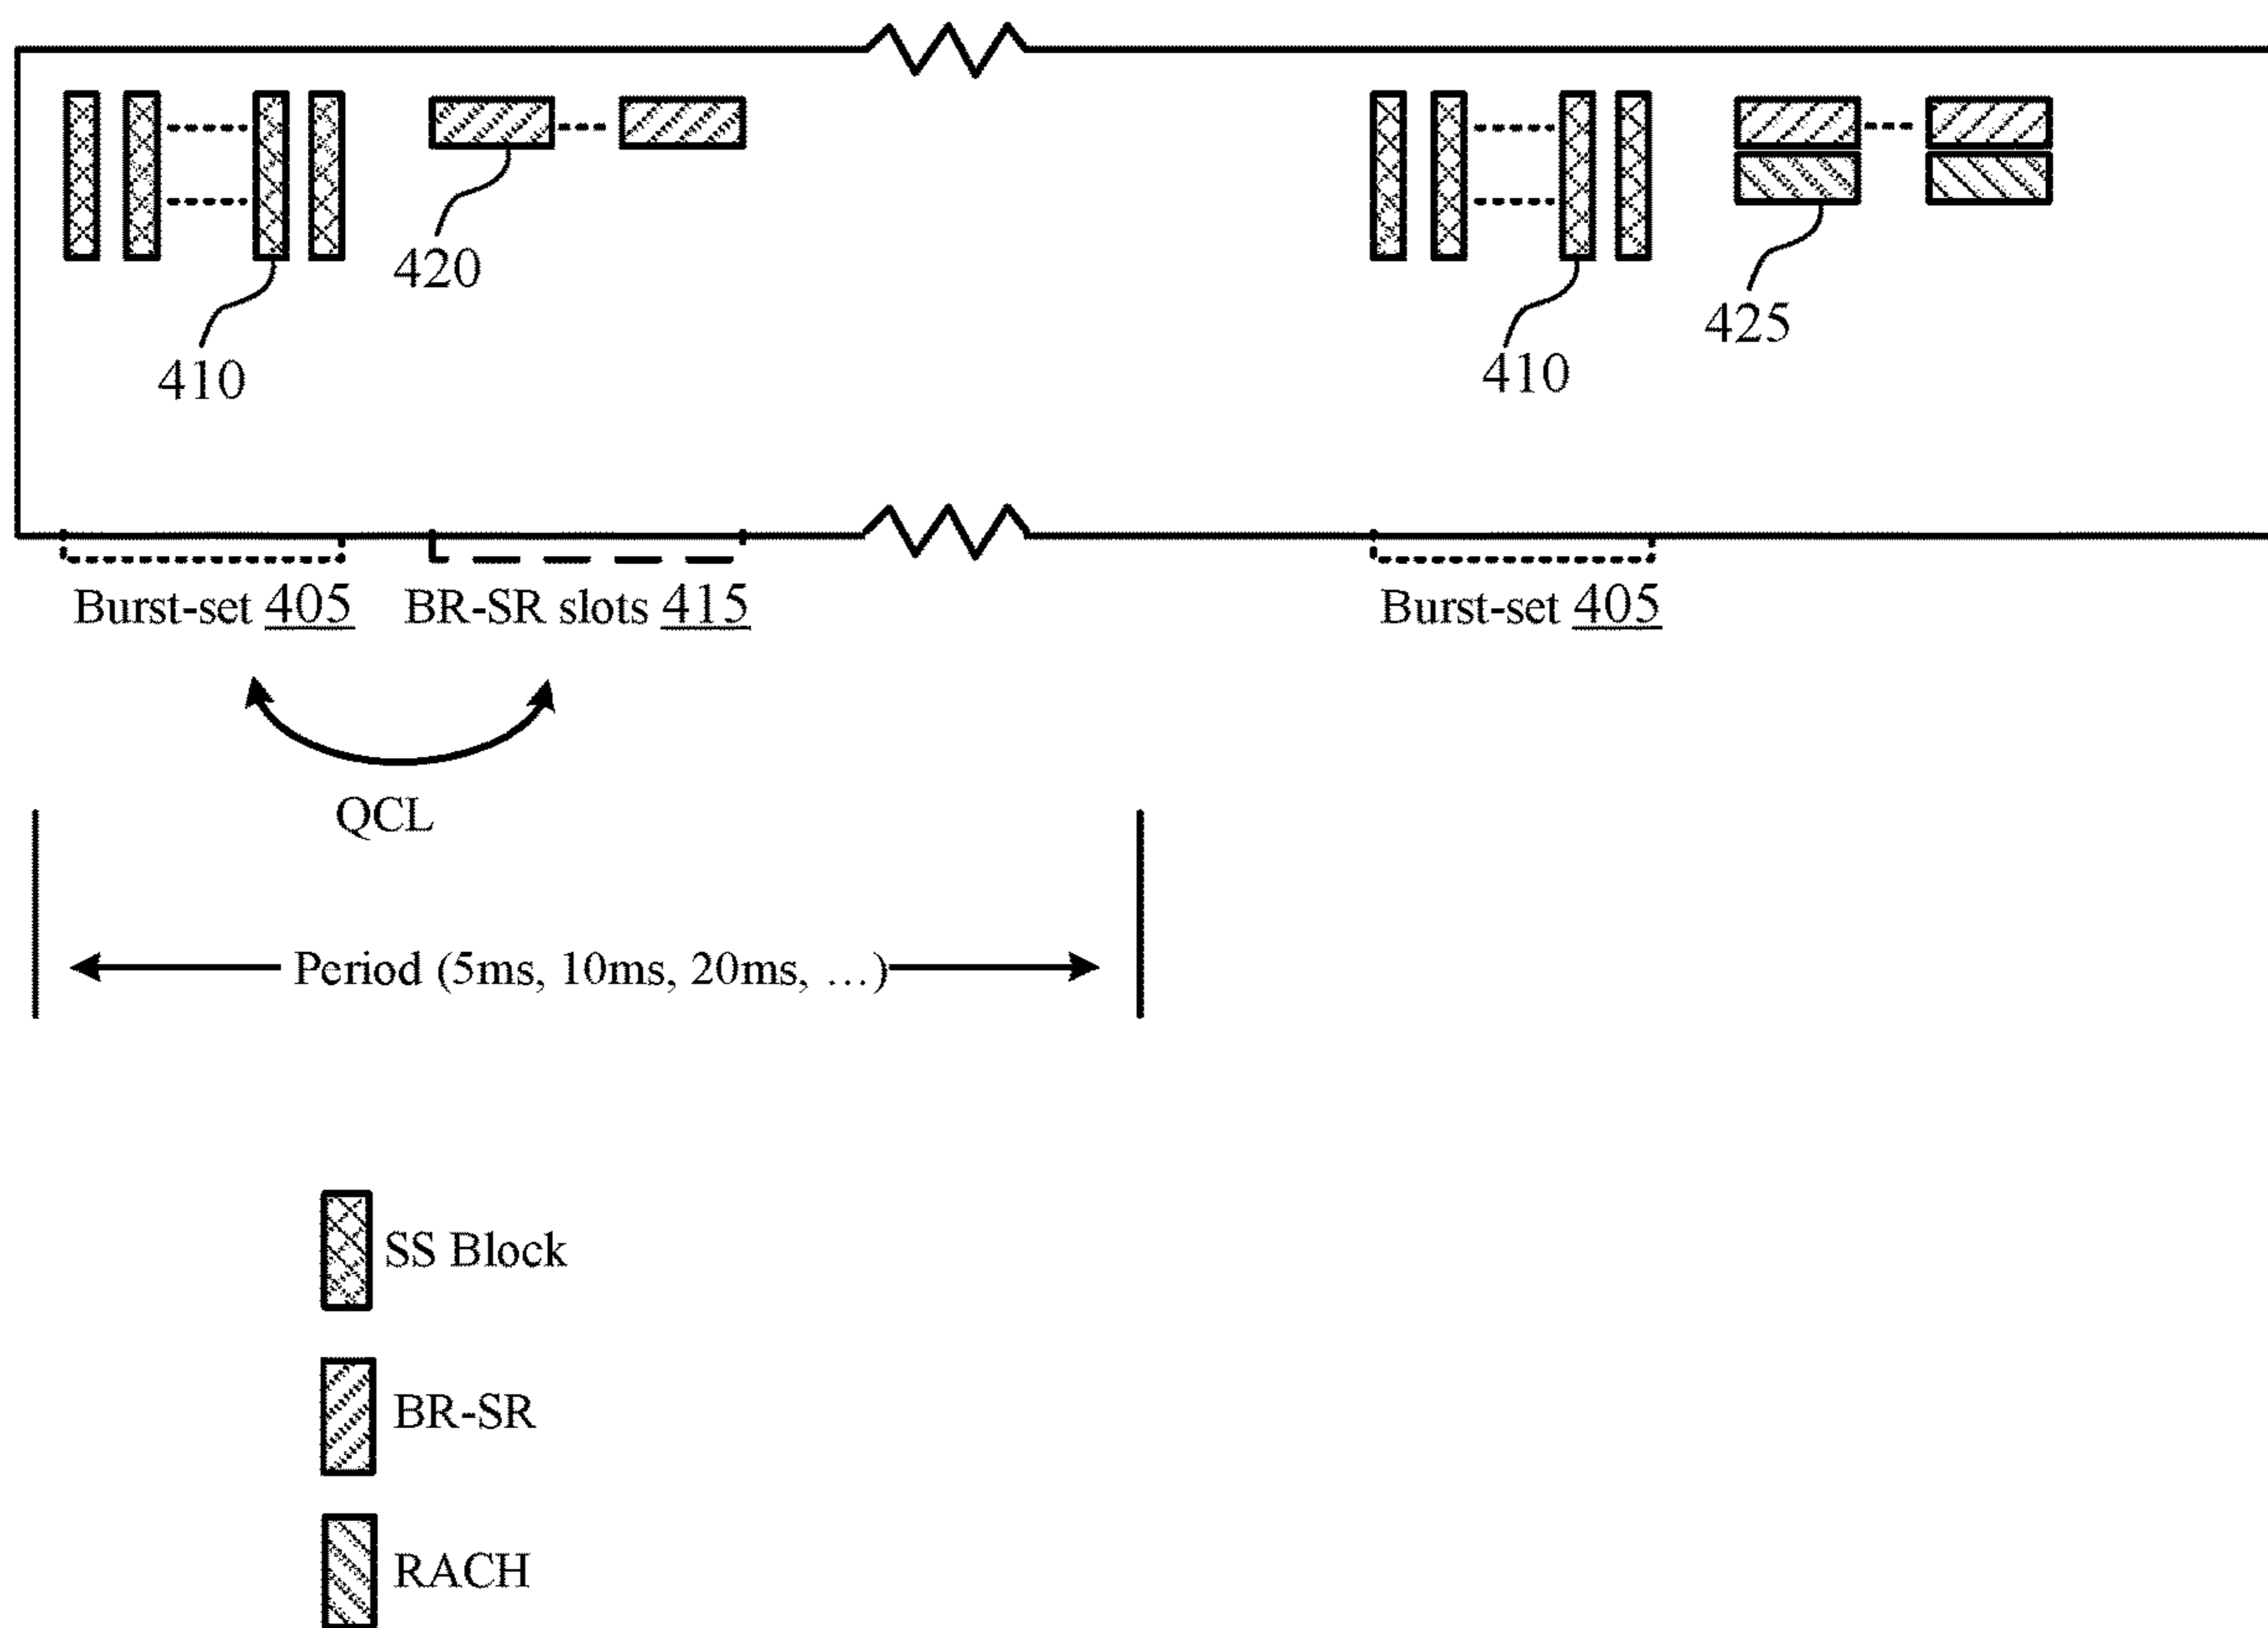 420
410
425
410
Burst-set 405 BR-SR slots 415 Burst-set 405
QCL
Period (5ms, 10ms, 20ms, ...)
SS Block
BR-SR
RACH